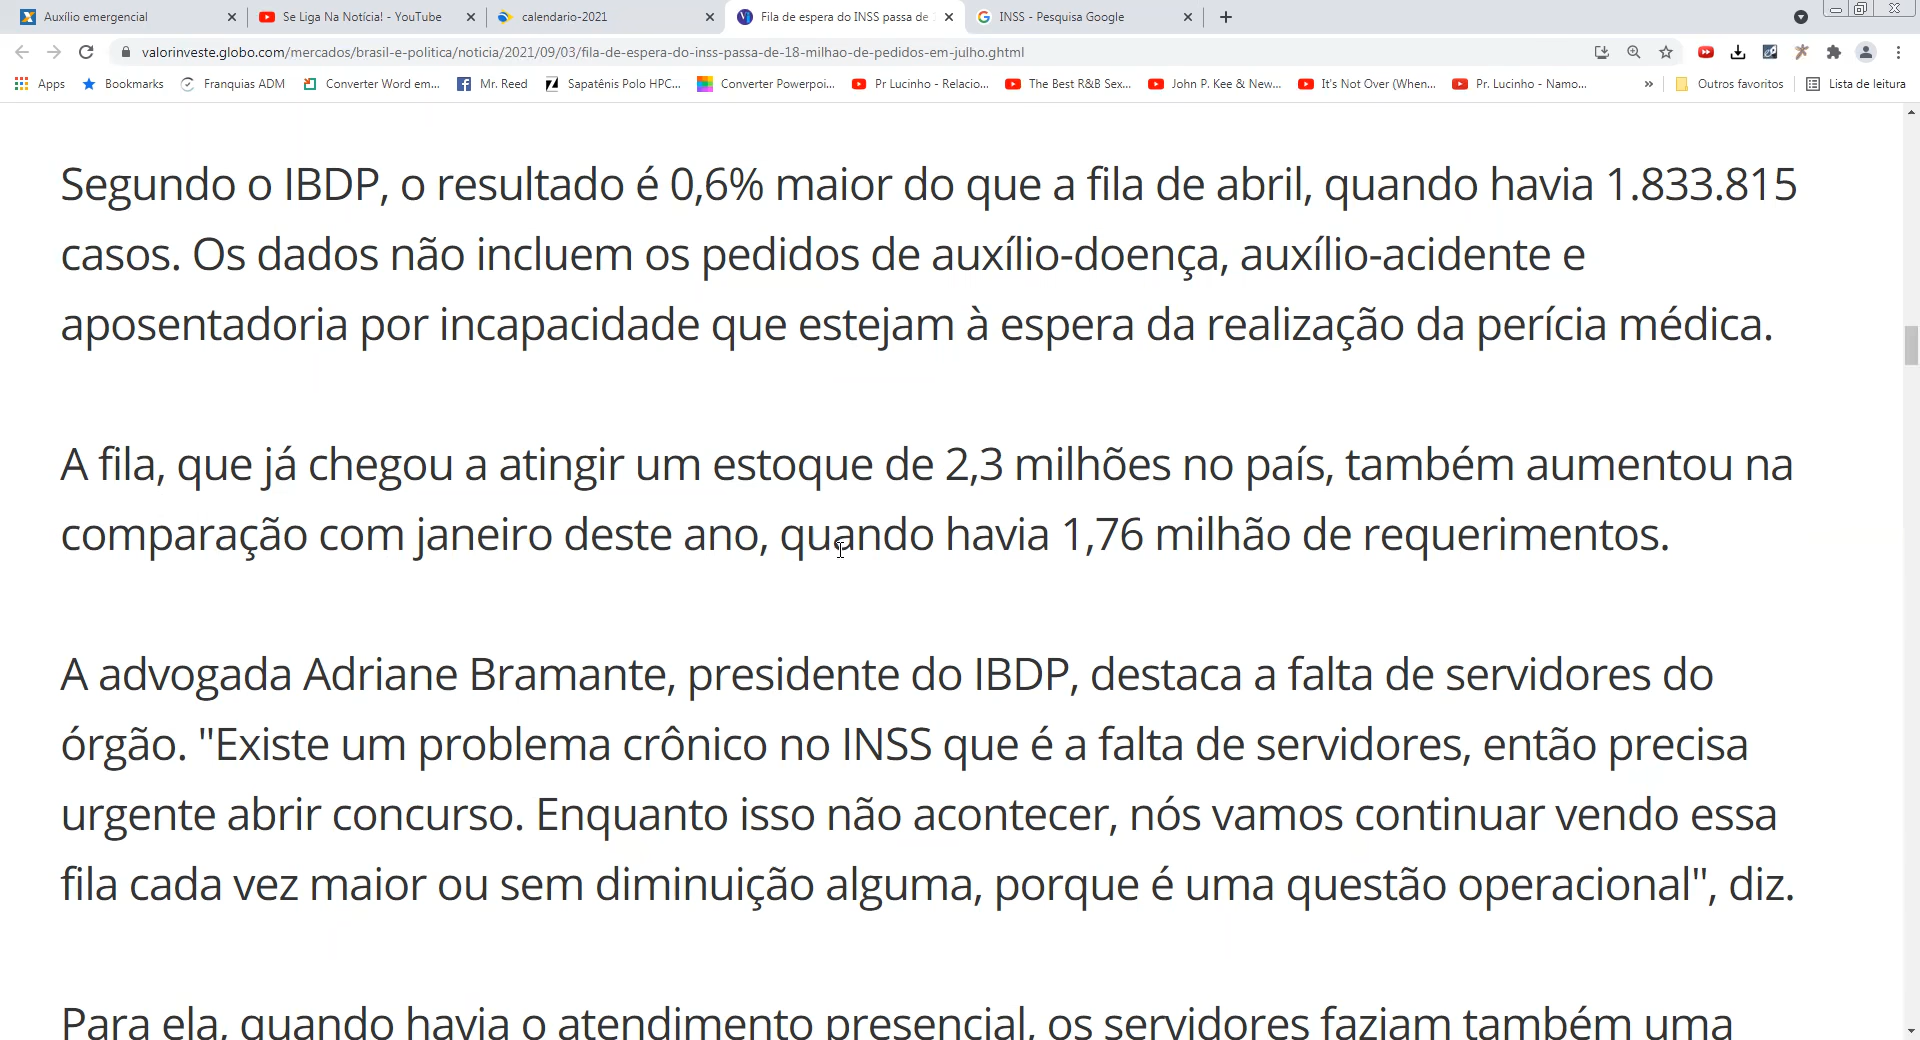 Auxílio emergencial
Se Liga Na Notícia! - YouTube
calendario-2021
Fila de espera do INSS passa de
INSS - Pesquisa Google
valorinveste.globo.com/mercados/brasil-e-politica/noticia/2021/09/03/fila-de-espera-do-inss-passa-de-18-milhao-de-pedidos-em-julho.ghtml
Apps
Bookmarks
Franquias ADM
Converter Word em...
Mr. Reed
Sapatênis Polo HPC...
Converter Powerpoi...
Pr Lucinho - Relacio...
The Best R&B Sex...
John P. Kee & New...
It's Not Over (When...
Pr. Lucinho - Namo...
»
Outros favoritos
Lista de leitura
Segundo o IBDP, o resultado é 0,6% maior do que a fila de abril, quando havia 1.833.815
casos. Os dados não incluem os pedidos de auxílio-doença, auxílio-acidente e
aposentadoria por incapacidade que estejam à espera da realização da perícia médica.
A fila, que já chegou a atingir um estoque de 2,3 milhões no país, também aumentou na
comparação com janeiro deste ano, quando havia 1,76 milhão de requerimentos.
A advogada Adriane Bramante, presidente do IBDP, destaca a falta de servidores do
órgão. "Existe um problema crônico no INSS que é a falta de servidores, então precisa
urgente abrir concurso. Enquanto isso não acontecer, nós vamos continuar vendo essa
fila cada vez maior ou sem diminuição alguma, porque é uma questão operacional", diz.
Para ela, quando havia o atendimento presencial, os servidores faziam também uma